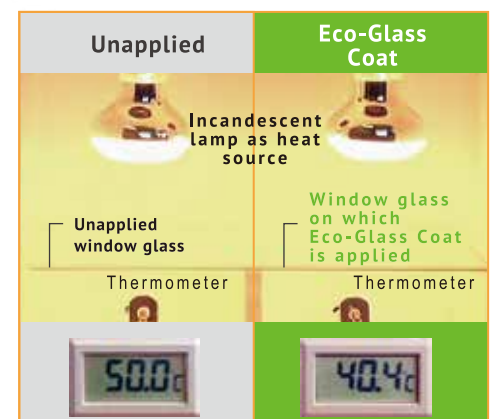 Unapplied
Eco-Glass
Coat
Incandescent
lamp as heat
source
Unapplied
window glass
Window glass
on which
Eco-Glass Coat
is applied
Thermometer
Thermometer
50.0c
40.4c